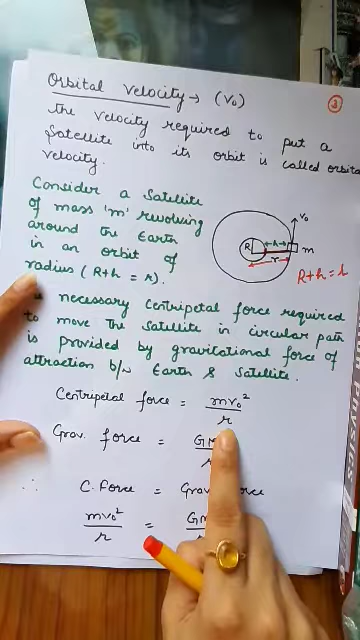 Orbital Velocity → (V₀)
3
The velocity required to put a
Satellite into its orbit is called orbital
velocity.
Consider a Satellite
of mass 'm' revolving
around the Earth
in an orbit of
radius (R+h = r).
V₀
R
h
m
r
R+h = r
necessary Centripetal force required
to move the Satellite in circular path
is provided by gravitational force of
attraction b/w Earth & Satellite.
Centripetal force = mv₀²/r
Grav. force = G
∴ C. Force = Grav
mv₀²/r = G